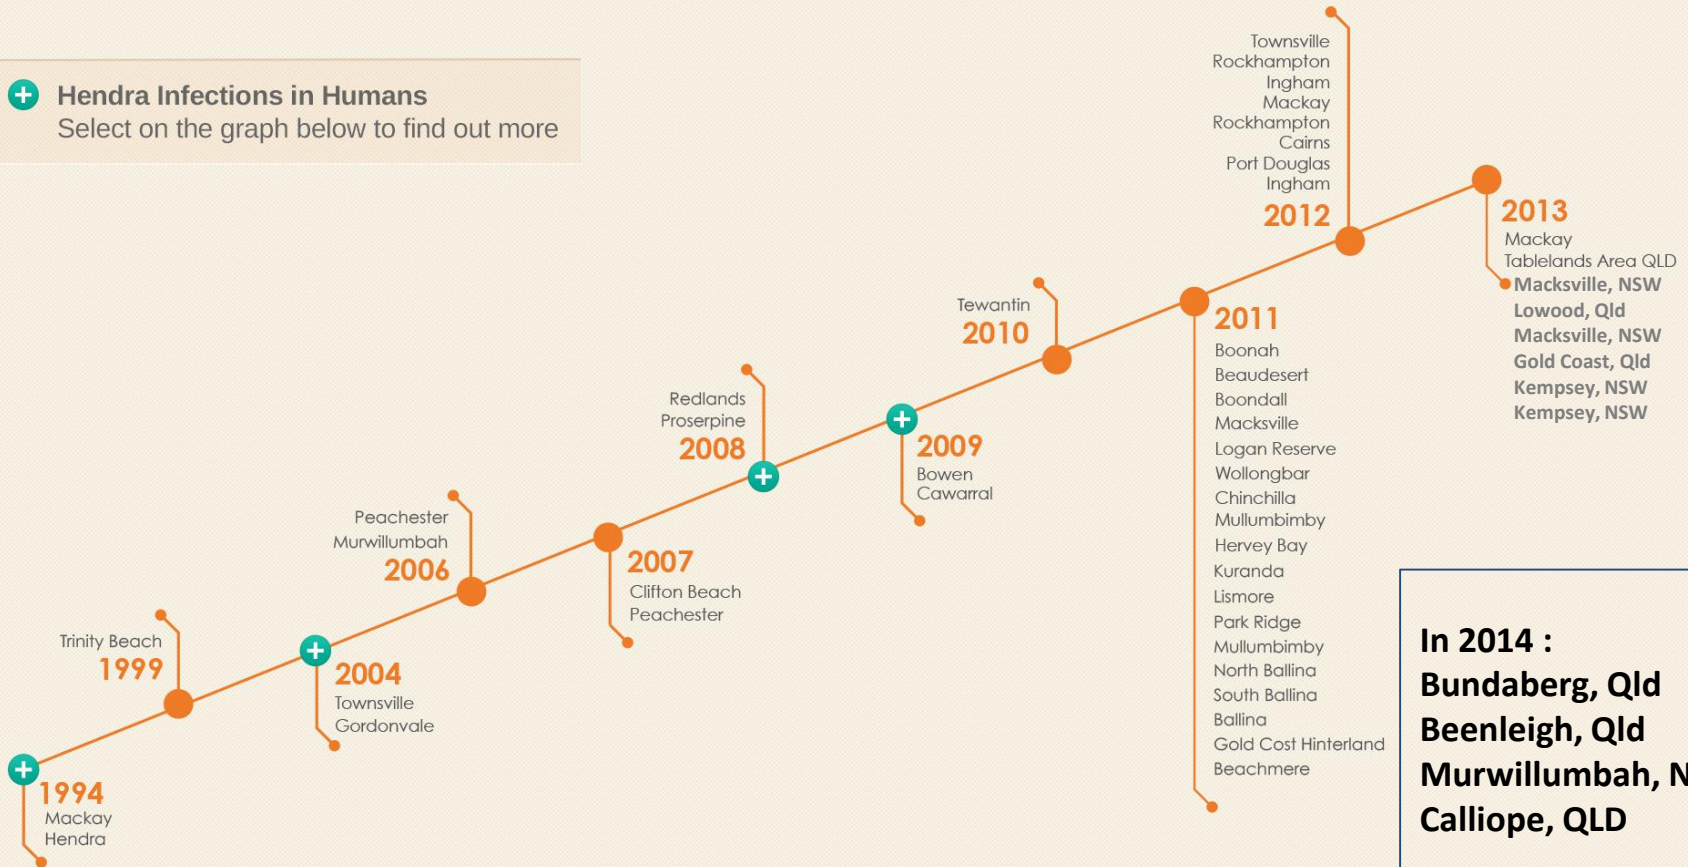 Hendra Infections in Humans
Select on the graph below to find out more
1994
Mackay
Hendra
Trinity Beach
1999
2004
Townsville
Gordonvale
Peachester
Murwillumbah
2006
2007
Clifton Beach
Peachester
Redlands
Proserpine
2008
2009
Bowen
Cawarral
Tewantin
2010
2011
Boonah
Beaudesert
Boondall
Macksville
Logan Reserve
Wollongbar
Chinchilla
Mullumbimby
Hervey Bay
Kuranda
Lismore
Park Ridge
Mullumbimby
North Ballina
South Ballina
Ballina
Gold Cost Hinterland
Beachmere
Townsville
Rockhampton
Ingham
Mackay
Rockhampton
Cairns
Port Douglas
Ingham
2012
2013
Mackay
Tablelands Area QLD
Macksville, NSW
Lowood, Qld
Macksville, NSW
Gold Coast, Qld
Kempsey, NSW
Kempsey, NSW
In 2014 :
Bundaberg, Qld
Beenleigh, Qld
Murwillumbah, N
Calliope, QLD